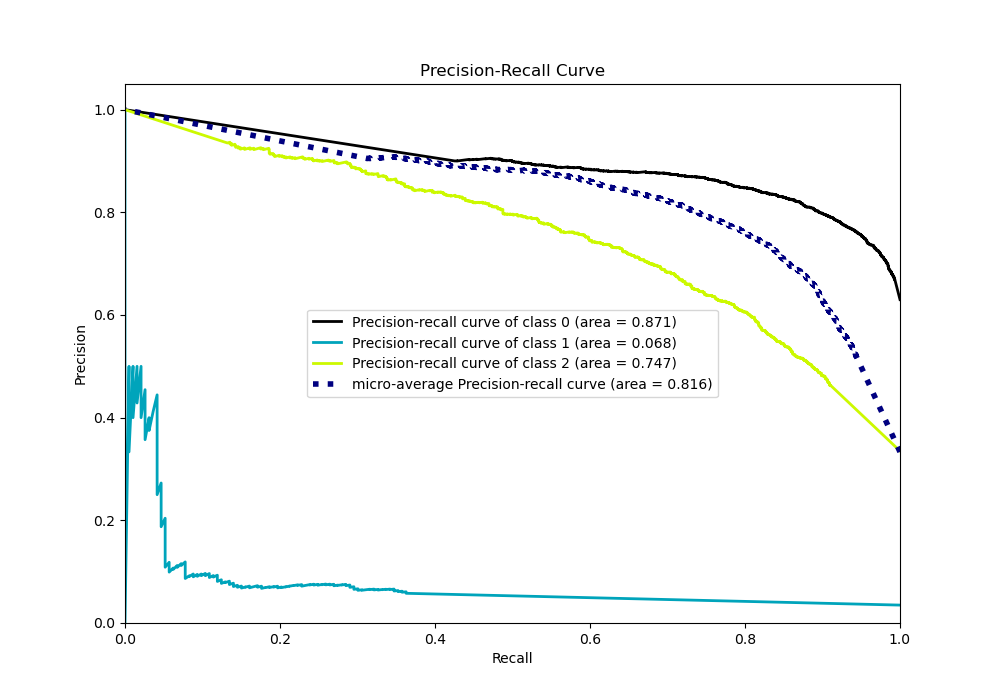 Precision-Recall Curve
1.0
0.8
0.6
0.4
0.2
0.0
Precision
Precision-recall curve of class 0 (area = 0.871)
Precision-recall curve of class 1 (area = 0.068)
Precision-recall curve of class 2 (area = 0.747)
micro-average Precision-recall curve (area = 0.816)
0.0 0.2 0.4 0.6 0.8 1.0
Recall